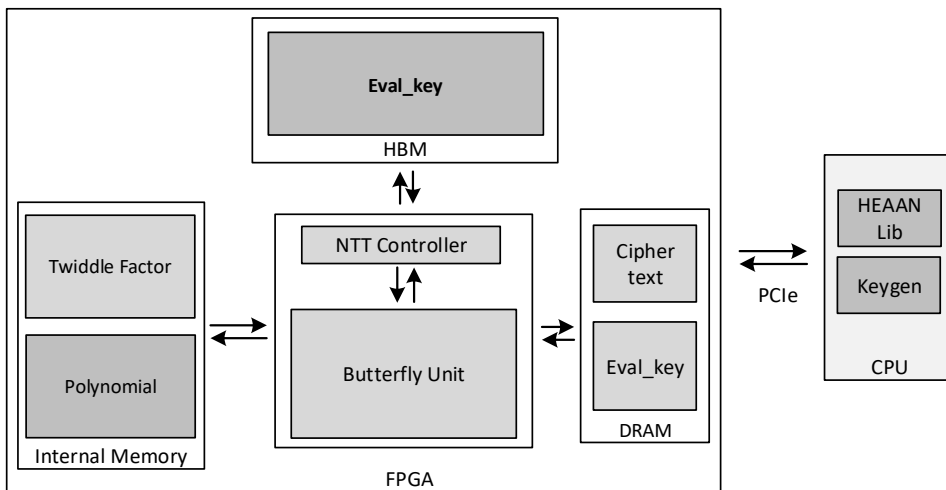 Eval_key
HBM
Twiddle Factor
Polynomial
Internal Memory
NTT Controller
Butterfly Unit
Cipher
text
Eval_key
DRAM
FPGA
PCIe
HEAAN
Lib
Keygen
CPU